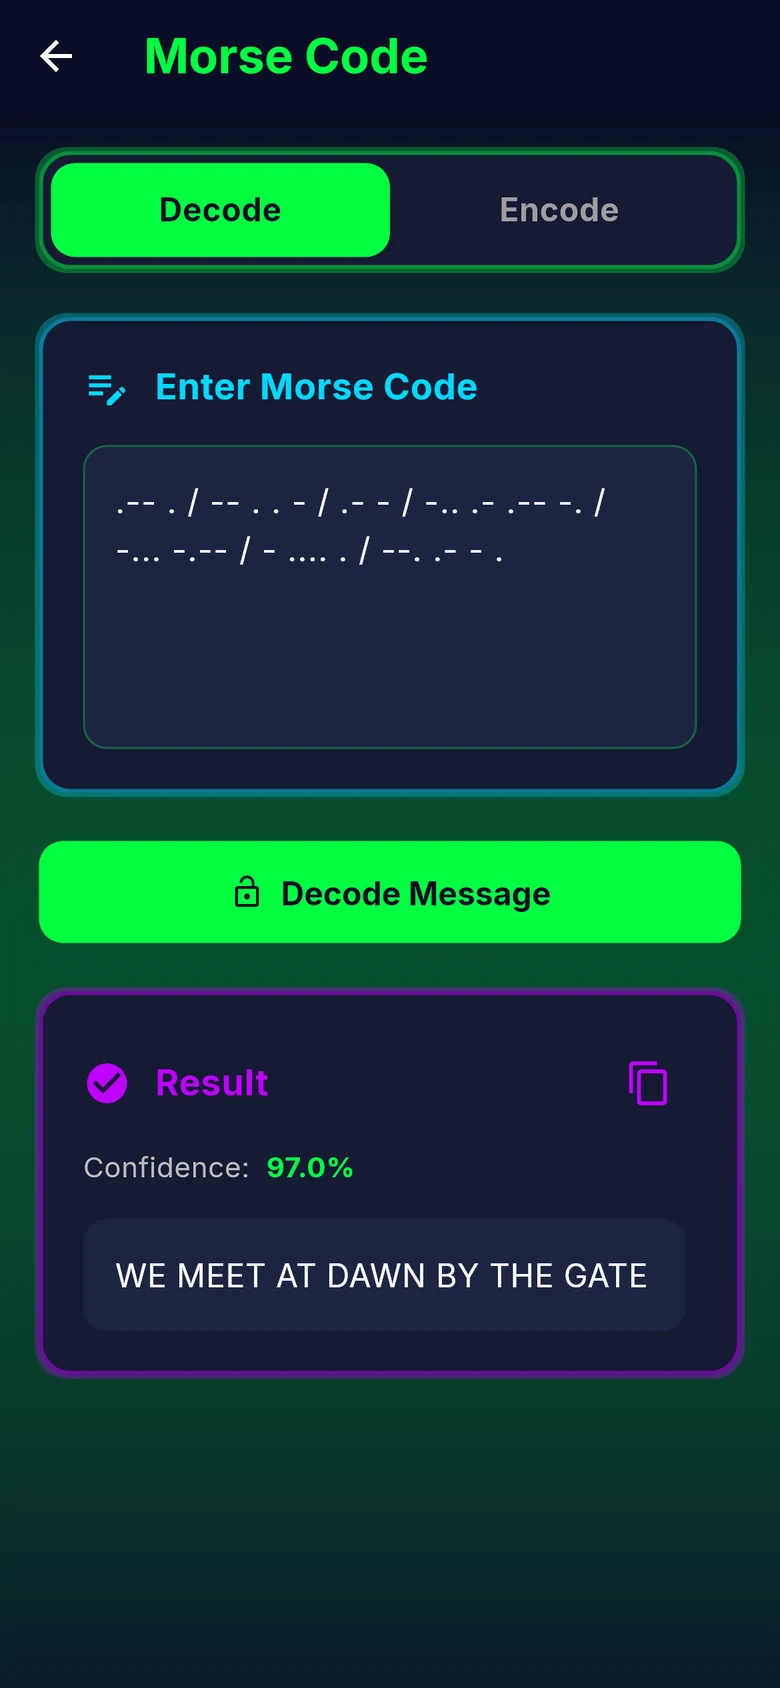 Morse Code
Decode Encode
Enter Morse Code
.-- . / -- . . - / .- - / -.. .- .-- -. /
-... -.-- / - .... . / --. .- - .
Decode Message
Result
Confidence: 97.0%
WE MEET AT DAWN BY THE GATE